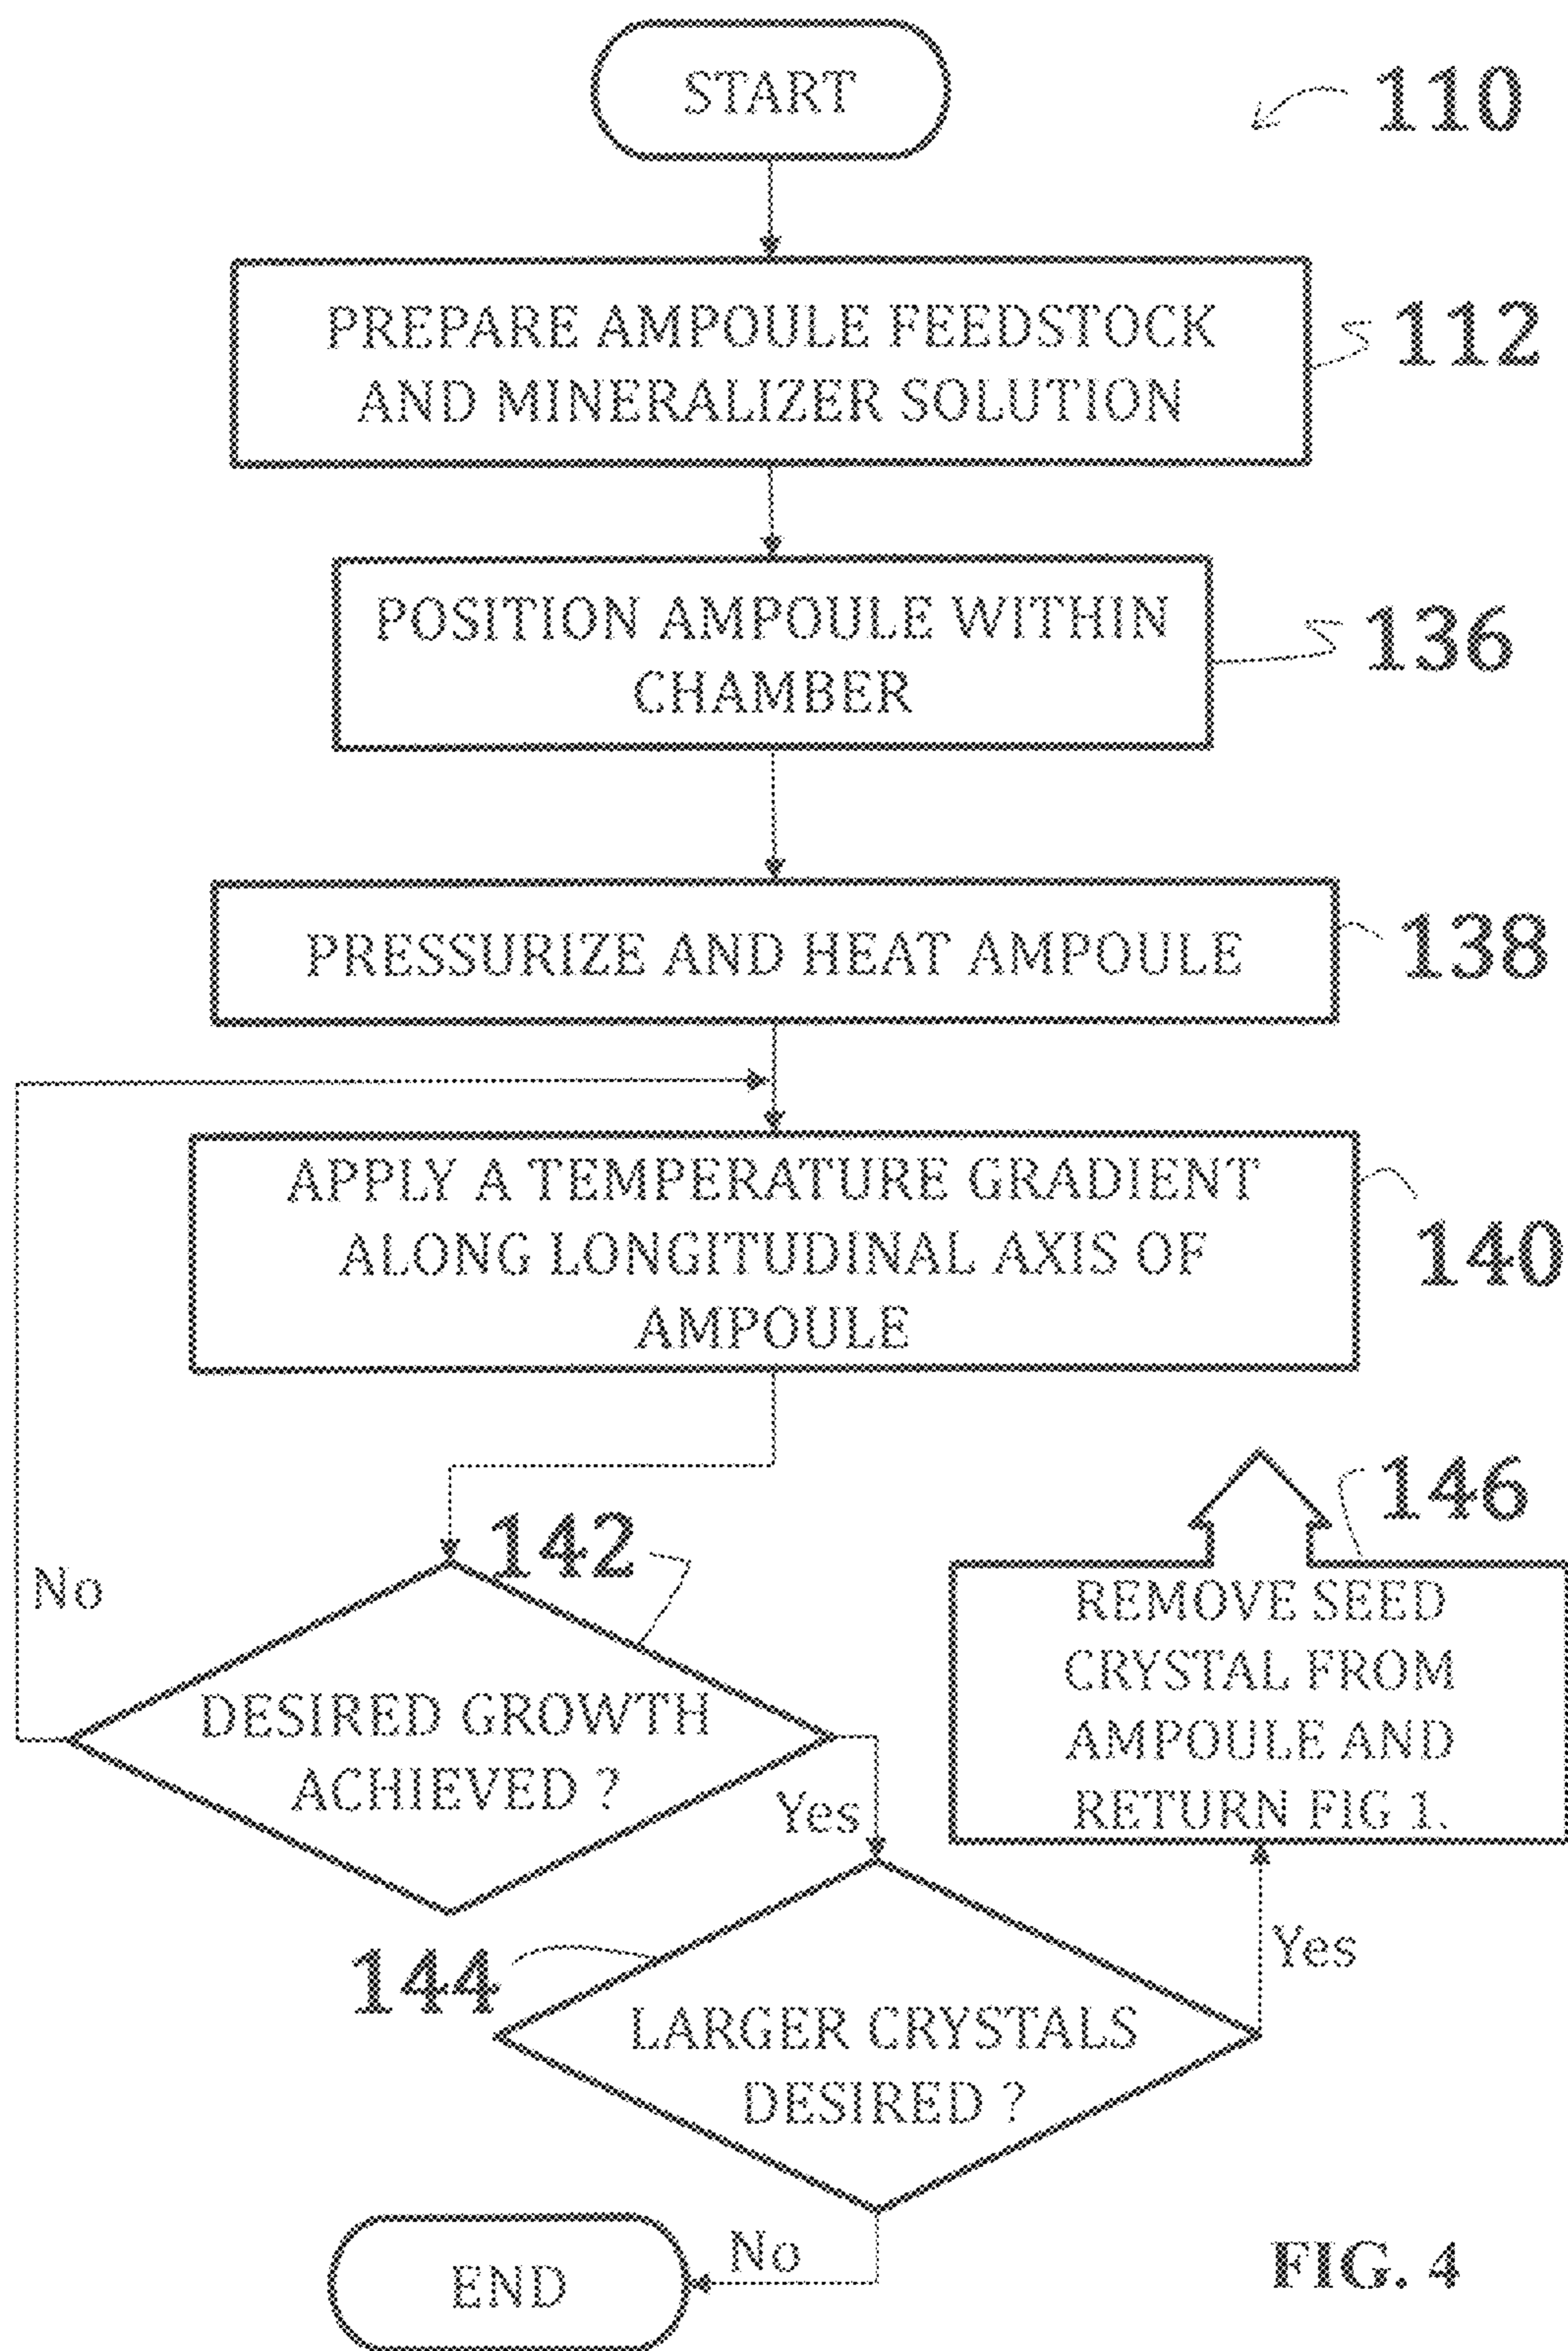 START
110
PREPARE AMPOULE FEEDSTOCK
AND MINERALIZER SOLUTION
112
POSITION AMPOULE WITHIN
CHAMBER
136
PRESSURIZE AND HEAT AMPOULE
138
APPLY A TEMPERATURE GRADIENT
ALONG LONGITUDINAL AXIS OF
AMPOULE
140
142
No
DESIRED GROWTH
ACHIEVED ?
Yes
146
REMOVE SEED
CRYSTAL FROM
AMPOULE AND
RETURN FIG 1.
144
Yes
LARGER CRYSTALS
DESIRED ?
No
END
FIG. 4